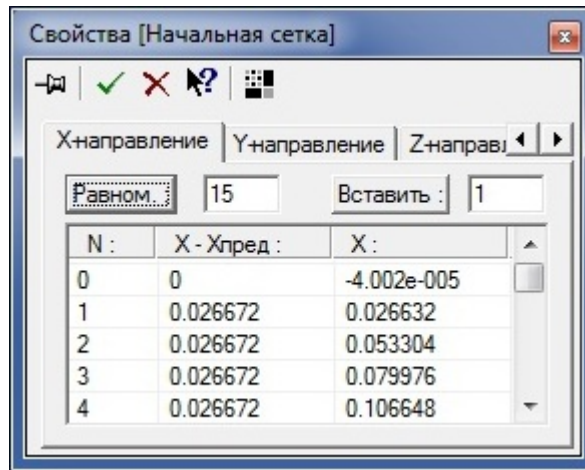 Свойства [Начальная сетка]
X-направление Y-направление Z-направл
Равном. : 15 Вставить : 1
N : X - Xпред : X :
0 0 -4.002e-005
1 0.026672 0.026632
2 0.026672 0.053304
3 0.026672 0.079976
4 0.026672 0.106648